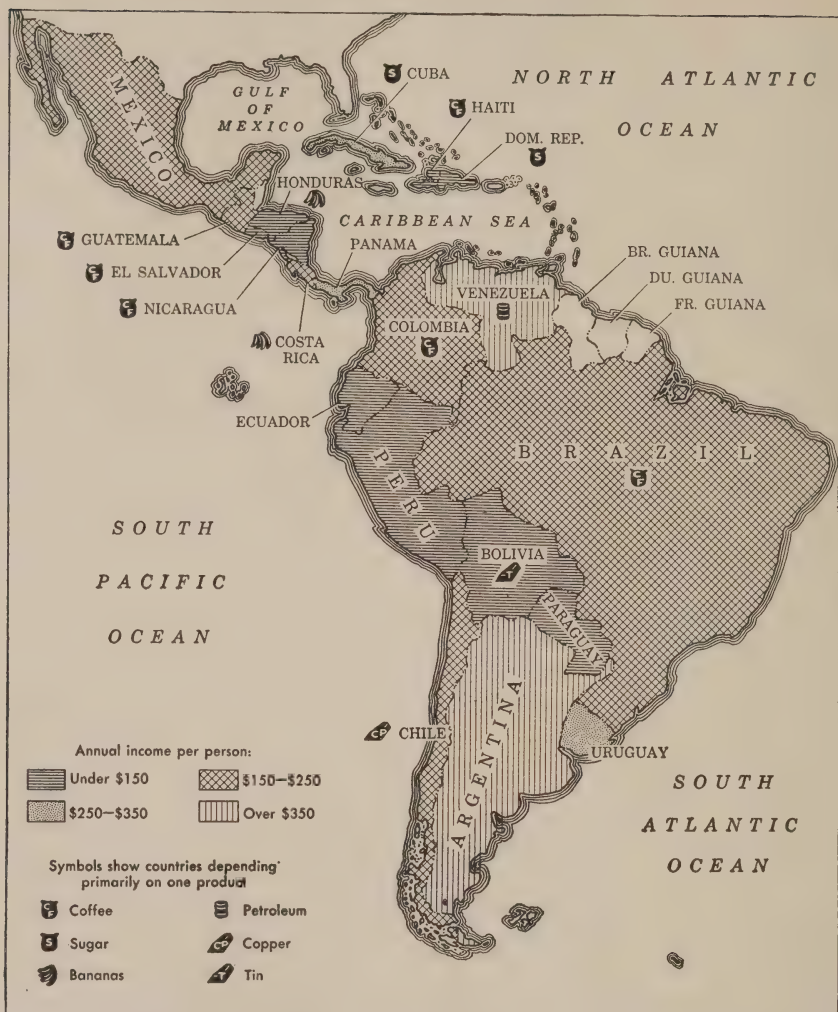 CUBA
NORTH ATLANTIC
OCEAN
GULF
OF
MEXICO
HAITI
DOM. REP.
MEXICO
HONDURAS
CARIBBEAN SEA
GUATEMALA
PANAMA
EL SALVADOR
NICARAGUA
COSTA
RICA
BR. GUIANA
DU. GUIANA
FR. GUIANA
VENEZUELA
COLOMBIA
ECUADOR
BRAZIL
PERU
SOUTH
PACIFIC
OCEAN
BOLIVIA
PARAGUAY
CHILE
ARGENTINA
URUGUAY
SOUTH
ATLANTIC
OCEAN
Annual income per person:
Under $150
$150–$250
$250–$350
Over $350
Symbols show countries depending
primarily on one product
CF Coffee
Petroleum
S Sugar
CP Copper
Bananas
T Tin